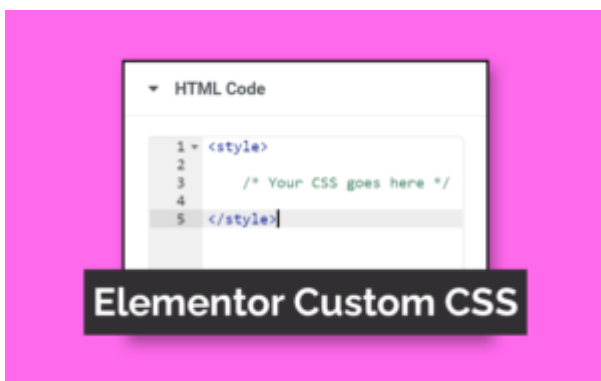 HTML Code
1 <style>
2
3 /* Your CSS goes here */
4
5 </style>
Elementor Custom CSS